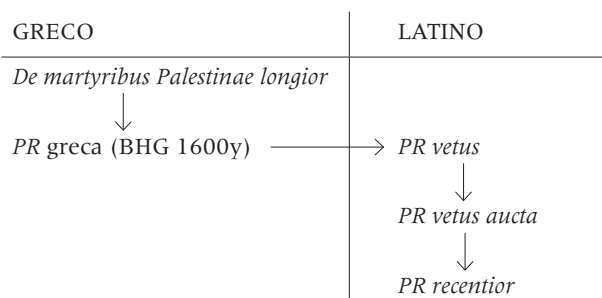 GRECO LATINO
De martyribus Palestinae longior
PR greca (BHG 1600y) PR vetus
PR vetus aucta
PR recentior